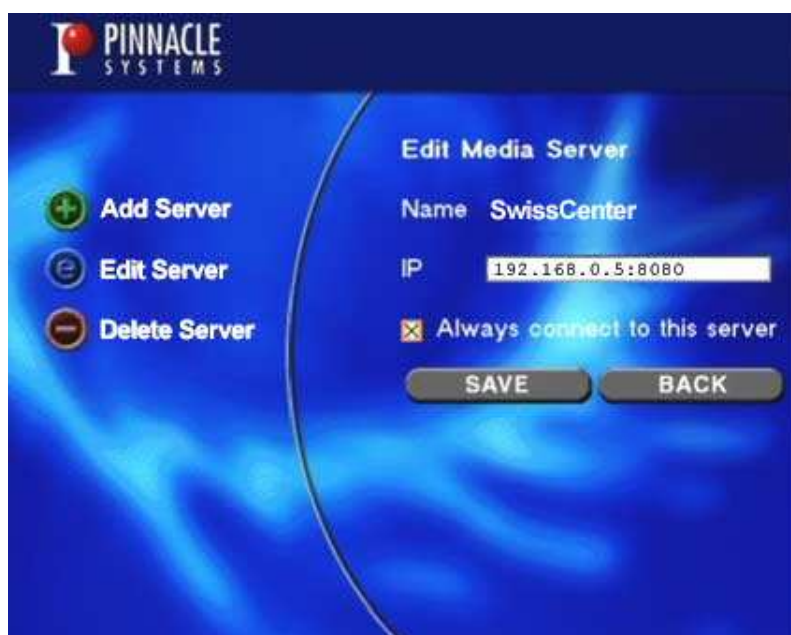 PINNACLE
SYSTEMS
Add Server
Edit Server
Delete Server
Edit Media Server
Name SwissCenter
IP 192.168.0.5:8080
Always connect to this server
SAVE BACK